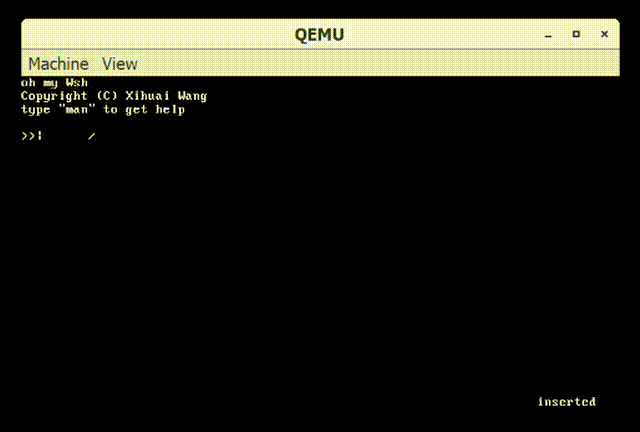 QEMU
Machine View
oh my Wsh
Copyright (C) Xihuai Wang
type "man" to get help
>>| /
inserted